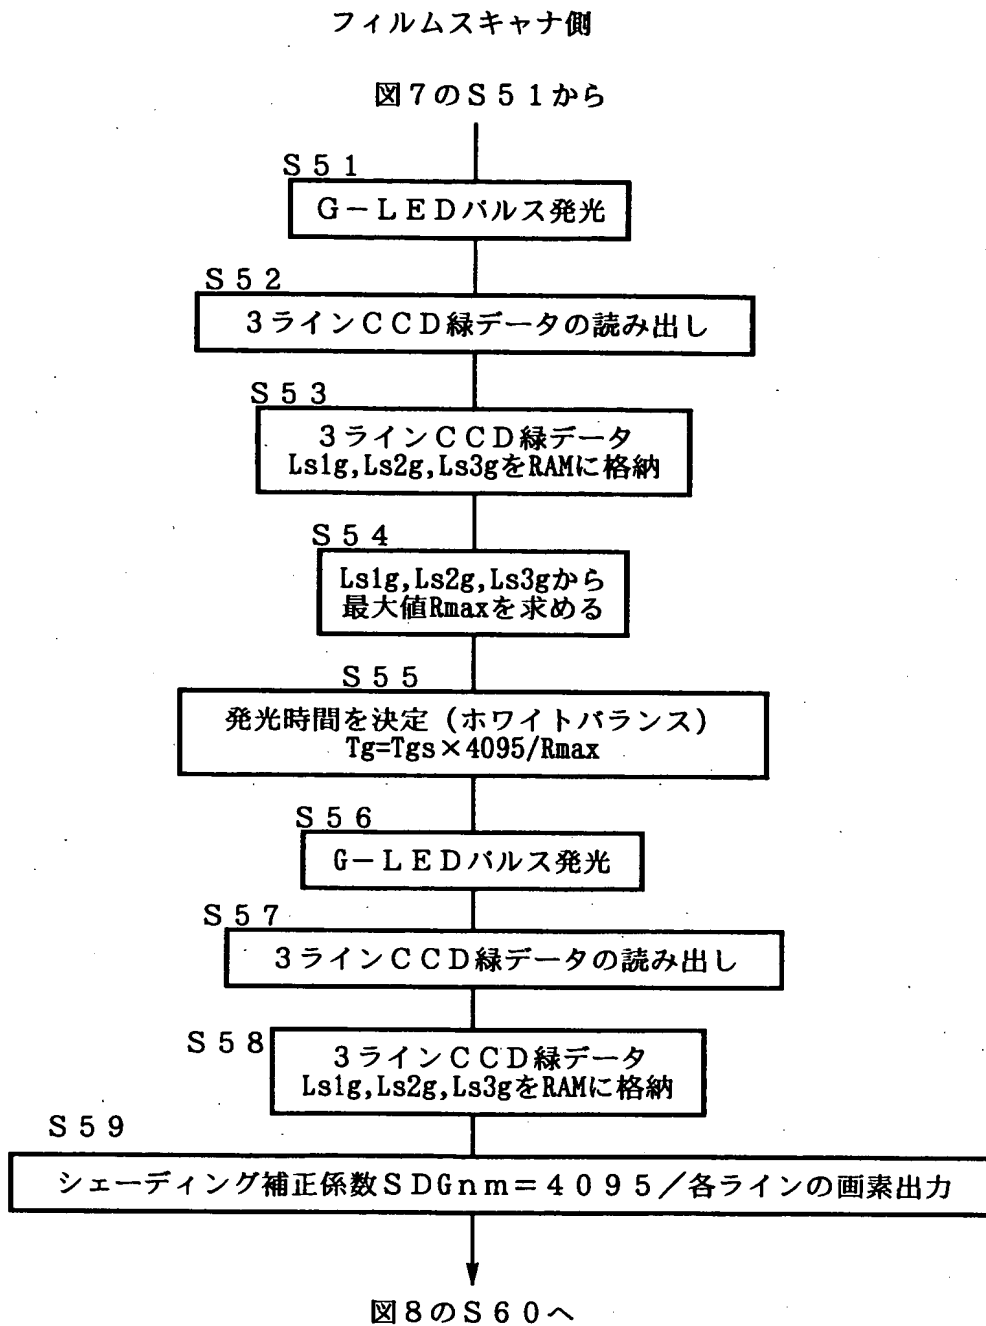 フィルムスキャナ側
図7のS51から
S51
G−LEDパルス発光
S52
3ラインCCD緑データの読み出し
S53
3ラインCCD緑データ
Ls1g,Ls2g,Ls3gをRAMに格納
S54
Ls1g,Ls2g,Ls3gから
最大値Rmaxを求める
S55
発光時間を決定(ホワイトバランス)
Tg=Tgs×4095/Rmax
S56
G−LEDパルス発光
S57
3ラインCCD緑データの読み出し
S58
3ラインCCD緑データ
Ls1g,Ls2g,Ls3gをRAMに格納
S59
シェーディング補正係数SDGnm=4095/各ラインの画素出力
図8のS60へ